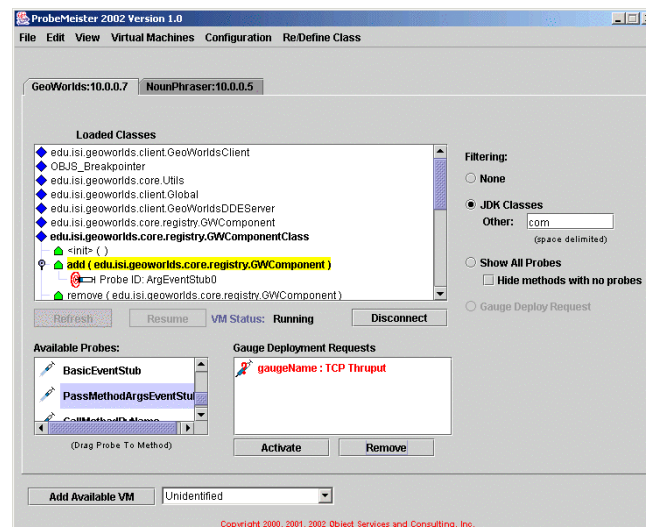 ProbeMeister 2002 Version 1.0
File Edit View Virtual Machines Configuration Re/Define Class
GeoWorlds:10.0.0.7 NounPhraser:10.0.0.5
Loaded Classes
edu.isi.geoworlds.client.GeoWorldsClient
OBJS_Breakpointer
edu.isi.geoworlds.core.Utils
edu.isi.geoworlds.client.Global
edu.isi.geoworlds.client.GeoWorldsDDEServer
edu.isi.geoworlds.core.registry.GWComponent
edu.isi.geoworlds.core.registry.GWComponentClass
<init> ( )
add ( edu.isi.geoworlds.core.registry.GWComponent )
Probe ID: ArgEventStub0
remove ( edu.isi.geoworlds.core.registry.GWComponent )
Filtering:
None
JDK Classes
Other: com
(space delimited)
Show All Probes
Hide methods with no probes
Gauge Deploy Request
Refresh Resume VM Status: Running Disconnect
Available Probes:
BasicEventStub
PassMethodArgsEventStu
CallMethodByName
(Drag Probe To Method)
Gauge Deployment Requests
gaugeName : TCP Thruput
Activate Remove
Add Available VM Unidentified
Copyright 2000, 2001, 2002 Object Services and Consulting, Inc.